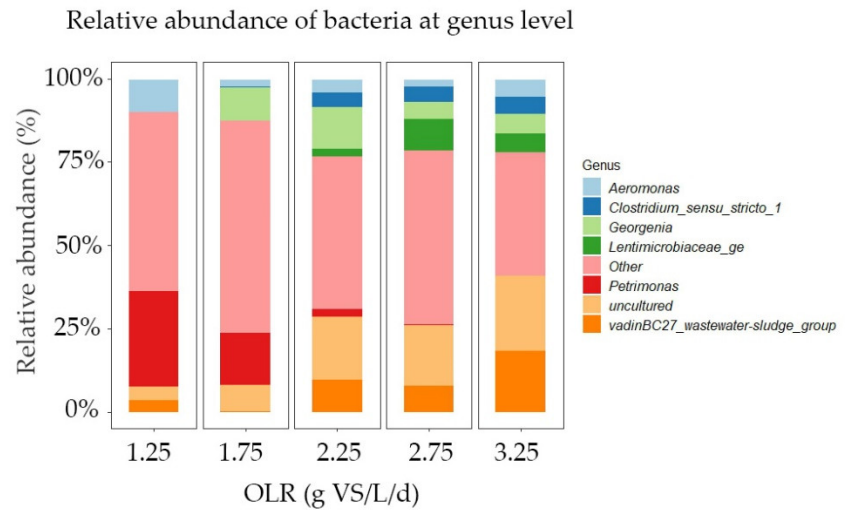 Relative abundance of bacteria at genus level
Relative abundance (%)
100%
75%
50%
25%
0%
1.25 1.75 2.25 2.75 3.25
OLR (g VS/L/d)
Genus
Aeromonas
Clostridium_sensu_stricto_1
Georgenia
Lentimicrobiaceae_ge
Other
Petrimonas
uncultured
vadinBC27_wastewater-sludge_group